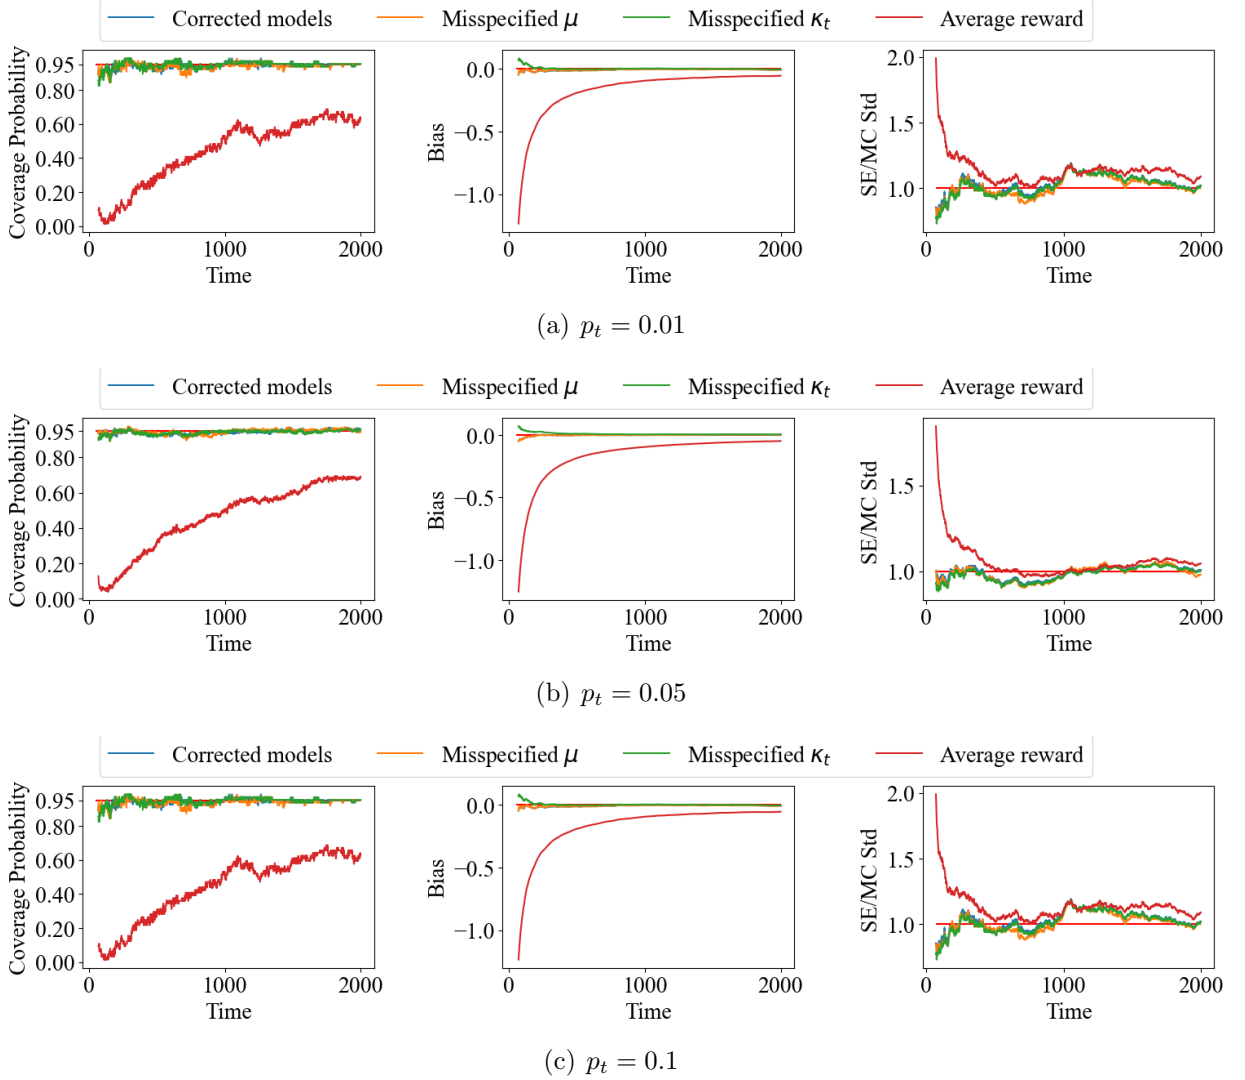 Corrected models Misspecified μ Misspecified κt Average reward
Coverage Probability
0.95
0.80
0.60
0.40
0.20
0.00
0 1000 2000
Time
Bias
0.0
−0.5
−1.0
0 1000 2000
Time
SE/MC Std
2.0
1.5
1.0
0 1000 2000
Time
(a) pt = 0.01
Corrected models Misspecified μ Misspecified κt Average reward
Coverage Probability
0.95
0.80
0.60
0.40
0.20
0.00
0 1000 2000
Time
Bias
0.0
−0.5
−1.0
0 1000 2000
Time
SE/MC Std
1.5
1.0
0 1000 2000
Time
(b) pt = 0.05
Corrected models Misspecified μ Misspecified κt Average reward
Coverage Probability
0.95
0.80
0.60
0.40
0.20
0.00
0 1000 2000
Time
Bias
0.0
−0.5
−1.0
0 1000 2000
Time
SE/MC Std
2.0
1.5
1.0
0 1000 2000
Time
(c) pt = 0.1